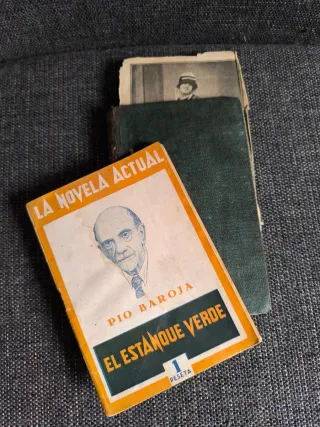 LA NOVELA ACTUAL
PIO BAROJA
EL ESTANQUE VERDE
1
PESETA